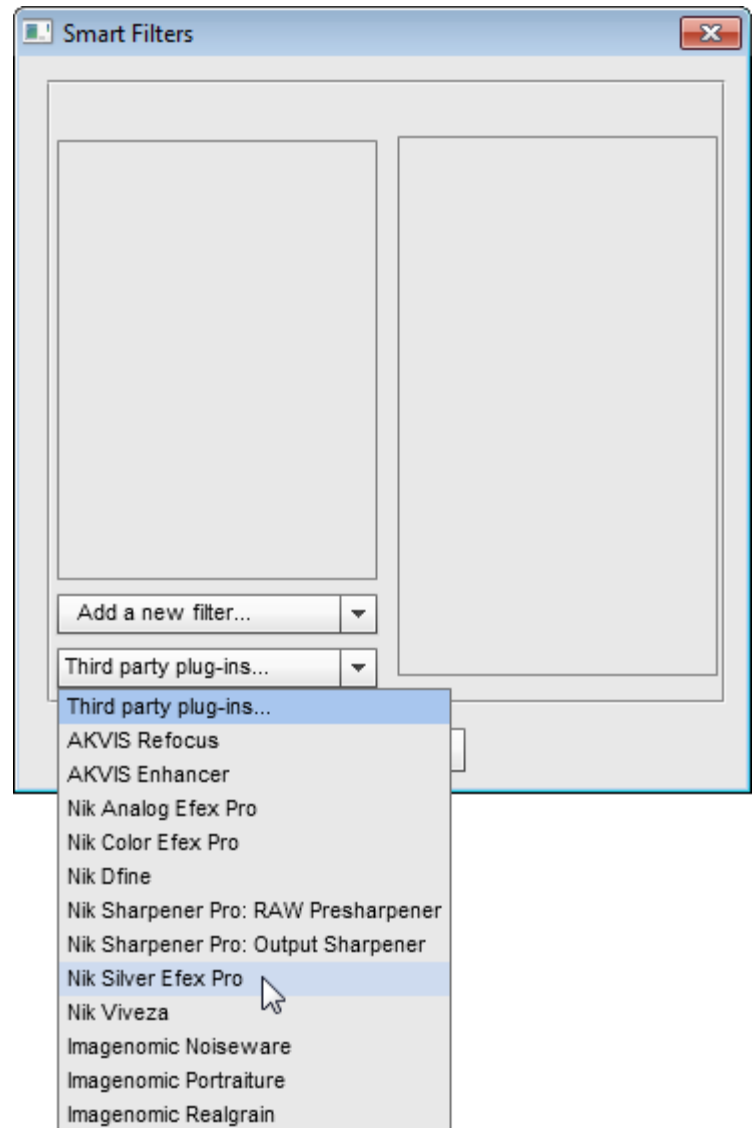 Smart Filters
Add a new filter...
Third party plug-ins...
Third party plug-ins...
AKVIS Refocus
AKVIS Enhancer
Nik Analog Efex Pro
Nik Color Efex Pro
Nik Dfine
Nik Sharpener Pro: RAW Presharpener
Nik Sharpener Pro: Output Sharpener
Nik Silver Efex Pro
Nik Viveza
Imagenomic Noiseware
Imagenomic Portraiture
Imagenomic Realgrain